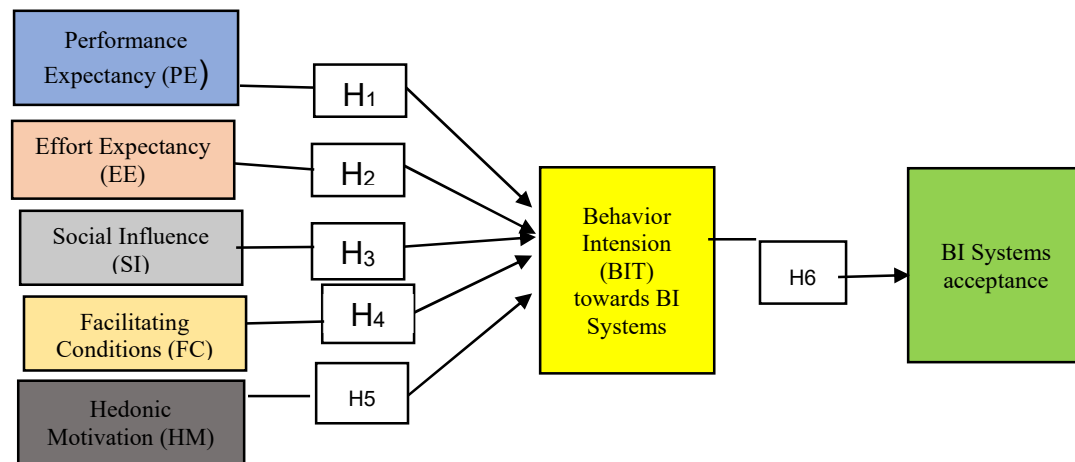 Performance
Expectancy (PE)
H1
Effort Expectancy
(EE)
H2
Social Influence
(SI)
H3
Facilitating
Conditions (FC)
H4
Hedonic
Motivation (HM)
H5
Behavior
Intension
(BIT)
towards BI
Systems
H6
BI Systems
acceptance